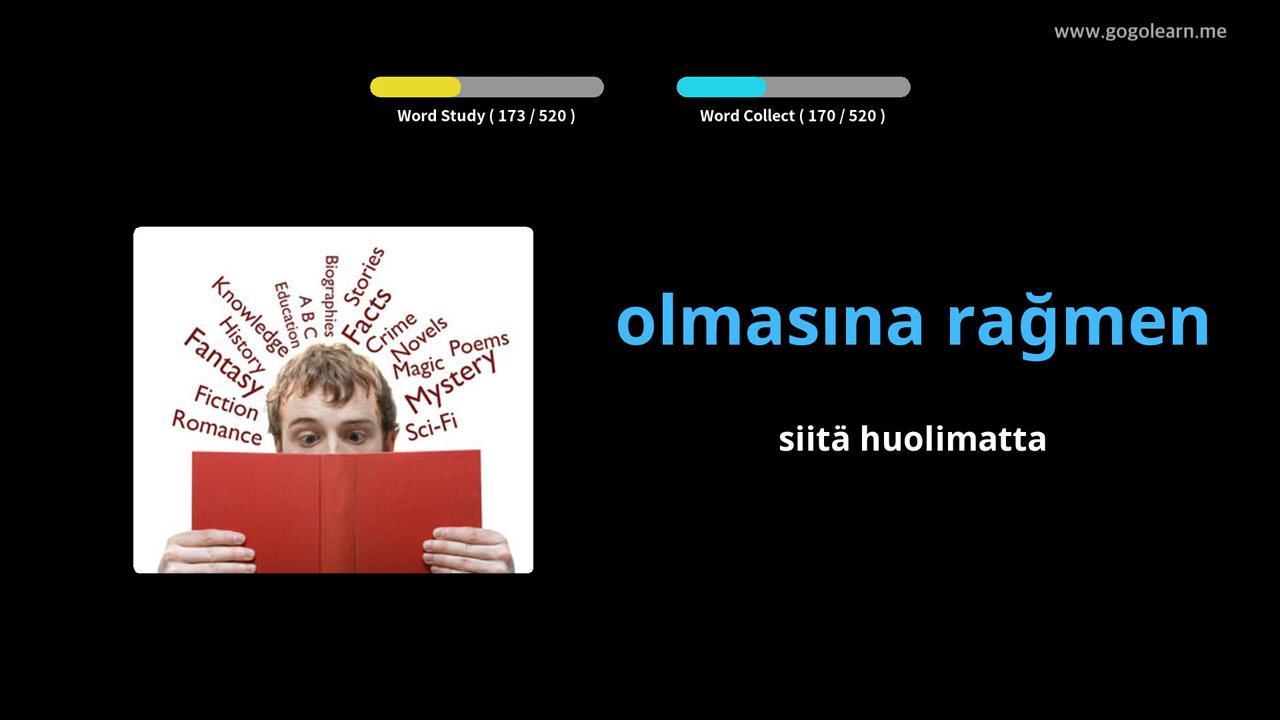 www.gogolearn.me
Word Study ( 173 / 520 )
Word Collect ( 170 / 520 )
Knowledge
Education
A B C
Biographies
Stories
Facts
Crime
Novels
Poems
Magic
Mystery
History
Fantasy
Fiction
Romance
Sci-Fi
olmasına rağmen
siitä huolimatta